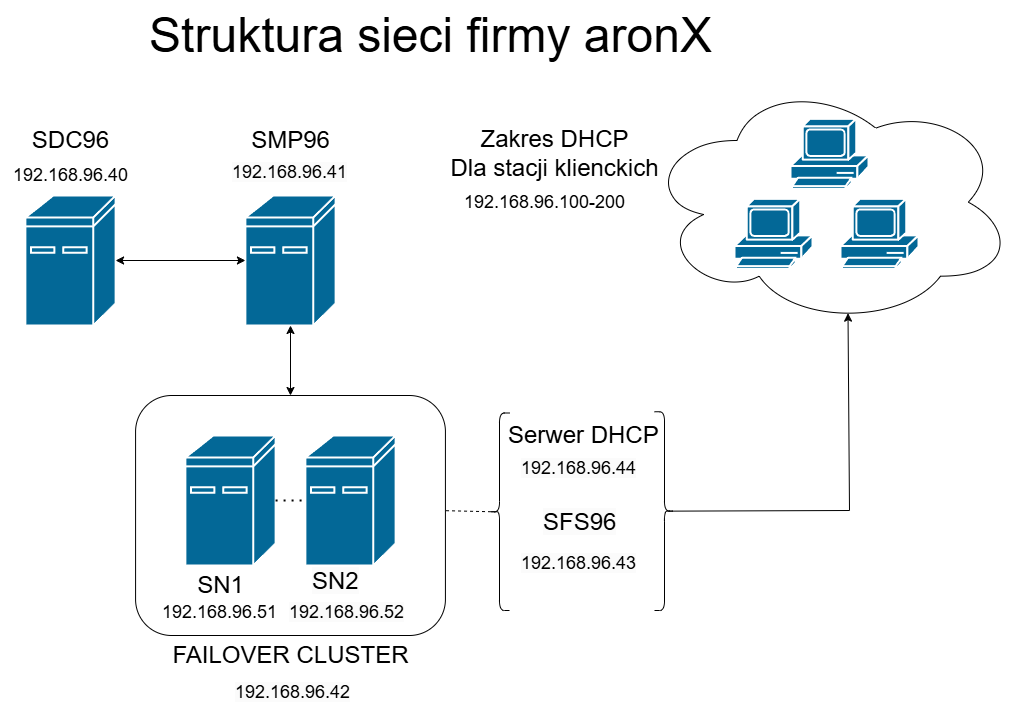 Struktura sieci firmy aronX
SDC96
192.168.96.40
SMP96
192.168.96.41
Zakres DHCP
Dla stacji klienckich
192.168.96.100-200
Serwer DHCP
192.168.96.44
SFS96
192.168.96.43
SN1
192.168.96.51
SN2
192.168.96.52
FAILOVER CLUSTER
192.168.96.42